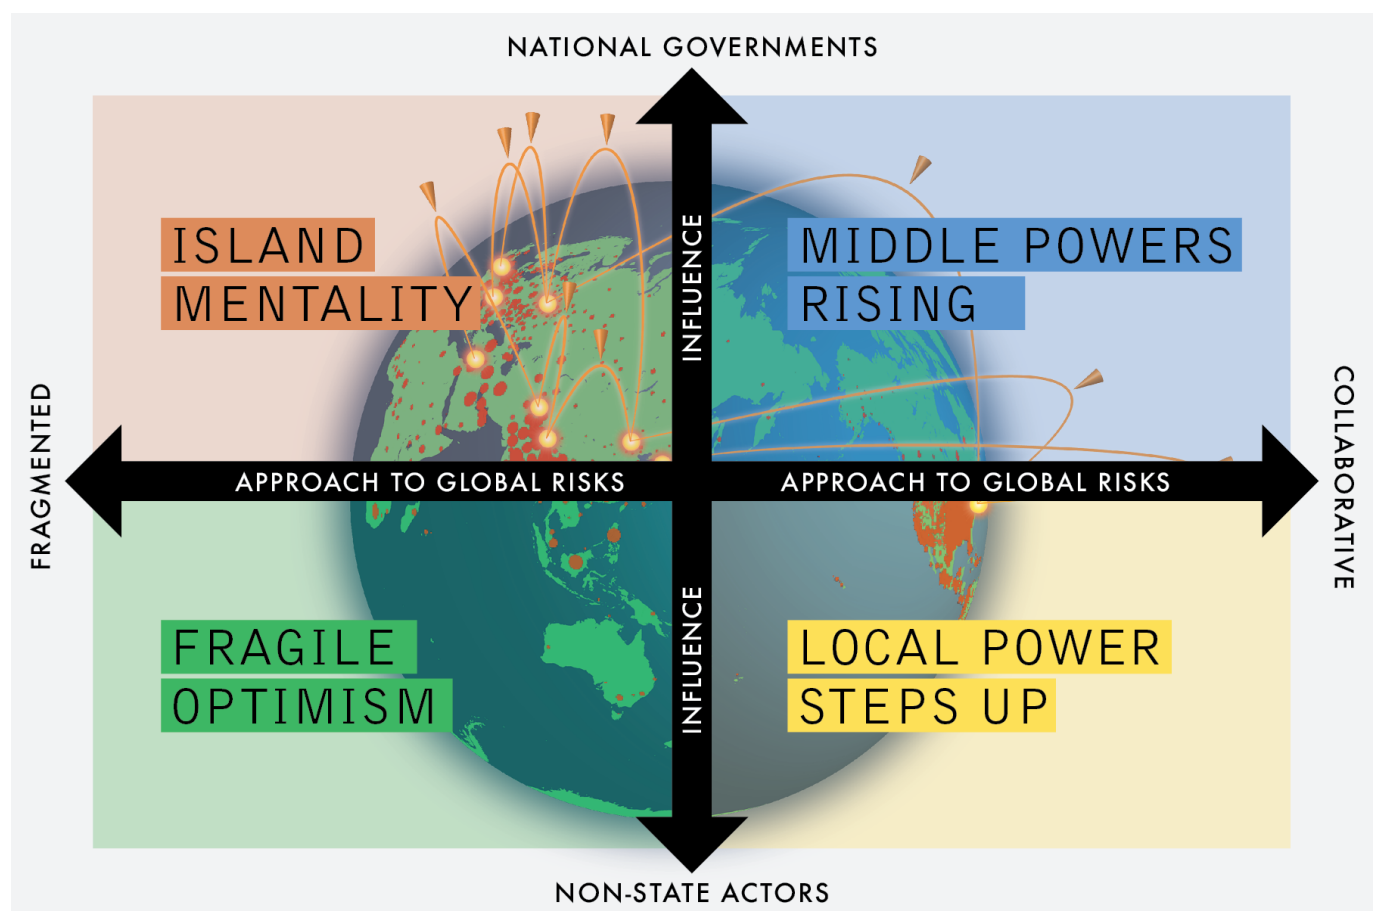 NATIONAL GOVERNMENTS
INFLUENCE
ISLAND
MENTALITY
MIDDLE POWERS
RISING
FRAGMENTED
APPROACH TO GLOBAL RISKS
APPROACH TO GLOBAL RISKS
COLLABORATIVE
INFLUENCE
FRAGILE
OPTIMISM
LOCAL POWER
STEPS UP
NON-STATE ACTORS